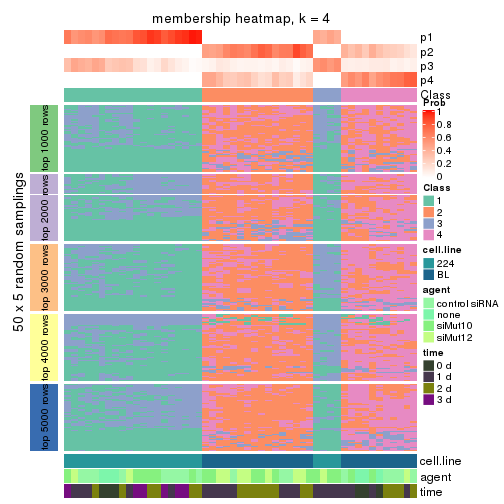 membership heatmap, k = 4
p1
p2
p3
p4
Class
50 x 5 random samplings
top 1000 rows
top 2000 rows
top 3000 rows
top 4000 rows
top 5000 rows
cell.line
agent
time
Prob
1
0.8
0.6
0.4
0.2
0
Class
1
2
3
4
cell.line
224
BL
agent
control siRNA
none
siMut10
siMut12
time
0 d
1 d
2 d
3 d